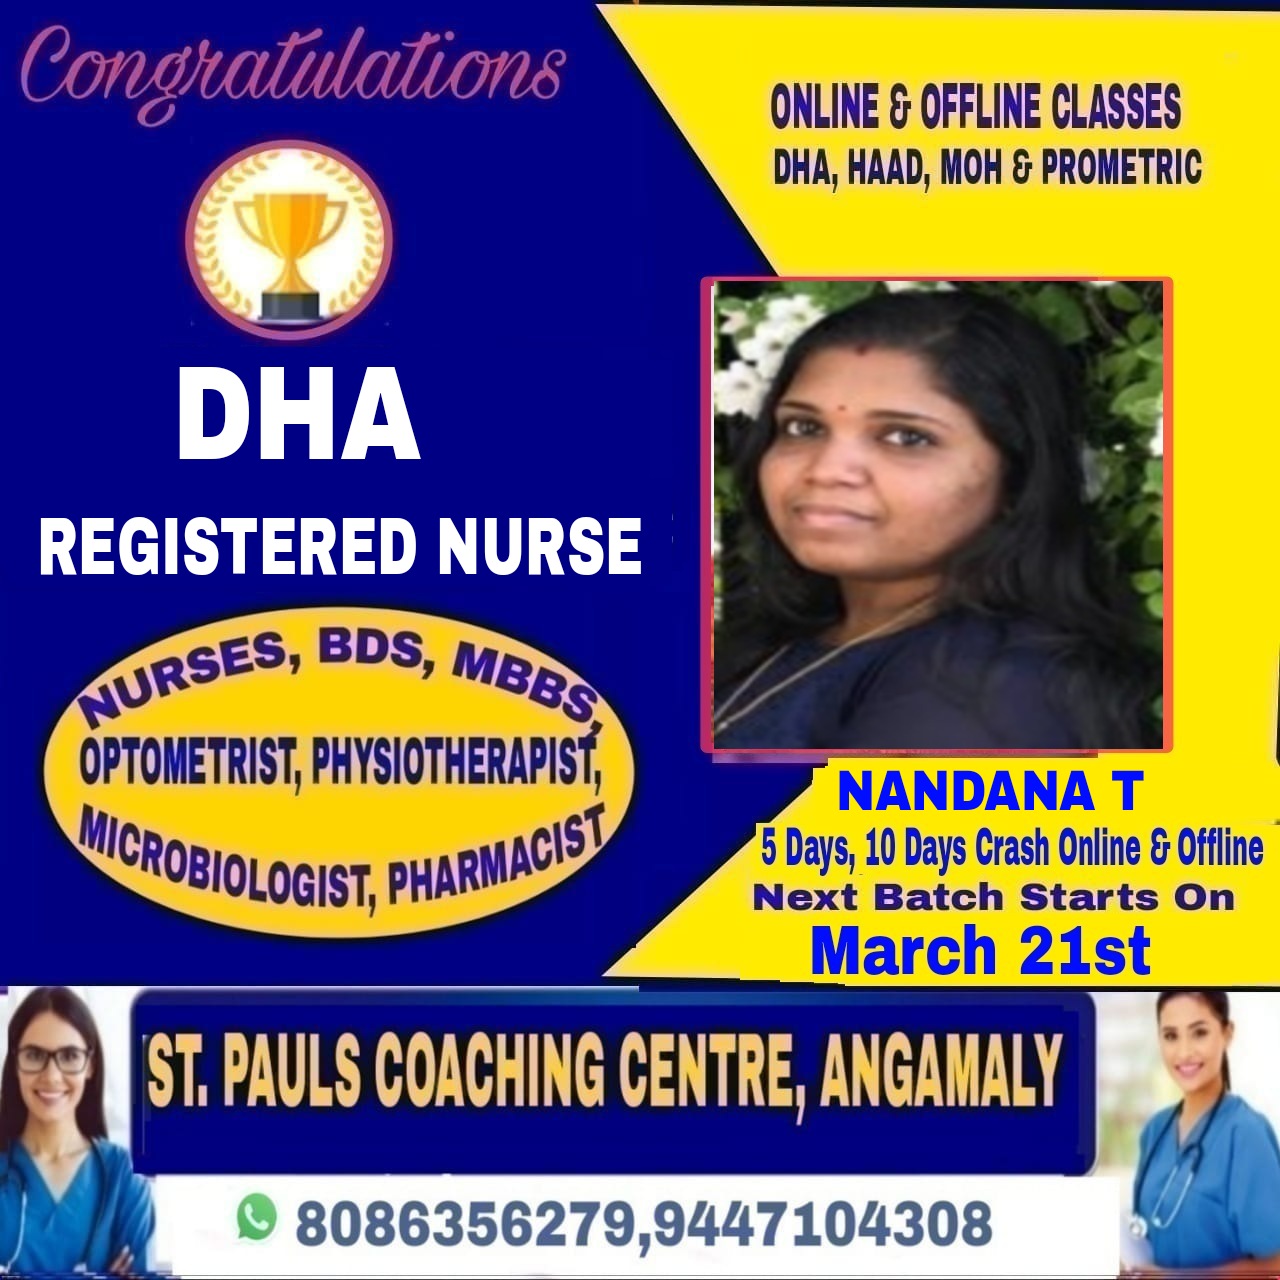 Congratulations
DHA
REGISTERED NURSE
NURSES, BDS, MBBS,
OPTOMETRIST, PHYSIOTHERAPIST,
MICROBIOLOGIST, PHARMACIST
ONLINE & OFFLINE CLASSES
DHA, HAAD, MOH & PROMETRIC
NANDANA T
5 Days, 10 Days Crash Online & Offline
Next Batch Starts On
March 21st
ST. PAULS COACHING CENTRE, ANGAMALY
8086356279,9447104308